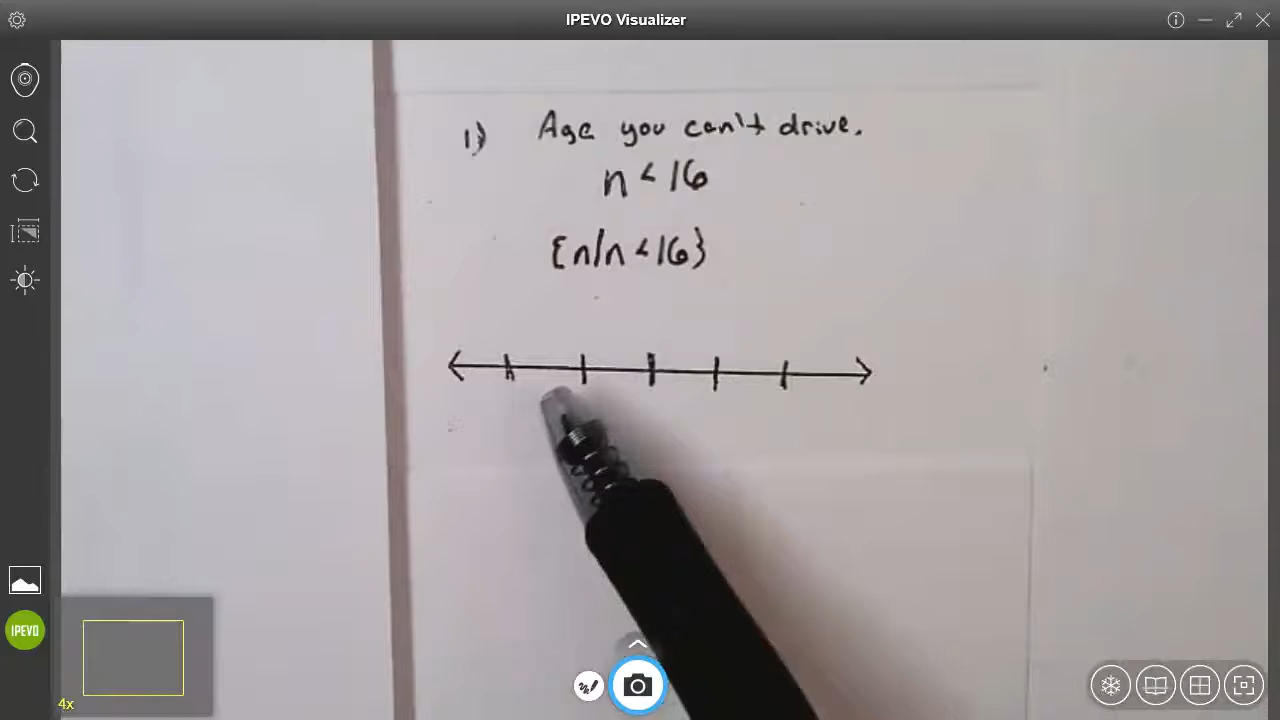 IPEVO Visualizer
1) Age you can't drive.
n < 16
{n|n < 16}
IPEVO
4x